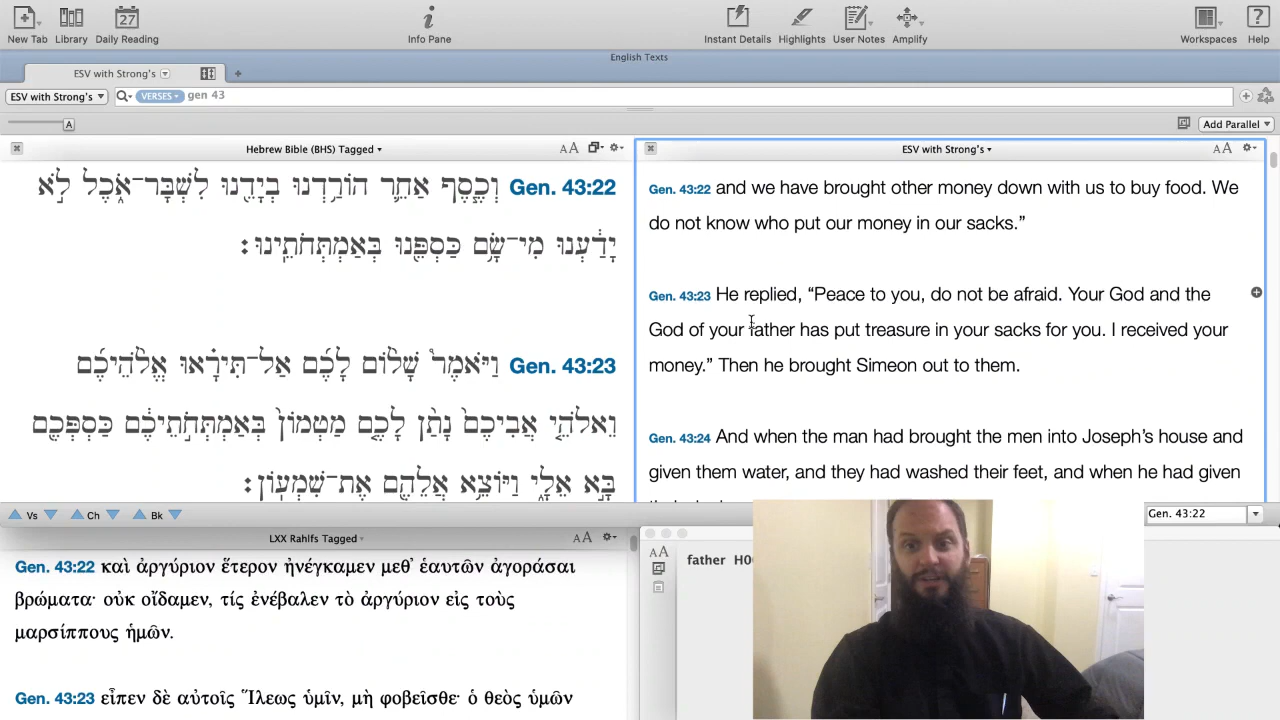 New Tab Library Daily Reading Info Pane Instant Details Highlights User Notes Amplify Workspaces Help
27
English Texts
ESV with Strong's
ESV with Strong's VERSES gen 43
A Add Parallel
Hebrew Bible (BHS) Tagged AA
Gen. 43:22 וְכֶ֧סֶף אַחֵ֛ר הוֹרַ֥דְנוּ בְיָדֵ֖נוּ לִשְׁבָּר־אֹ֑כֶל לֹ֣א
יָדַ֔עְנוּ מִי־שָׂ֥ם כַּסְפֵּ֖נוּ בְּאַמְתְּחֹתֵֽינוּ׃
Gen. 43:23 וַיֹּאמֶר֩ שָׁל֨וֹם לָכֶ֜ם אַל־תִּירָ֗אוּ אֱלֹ֨הֵיכֶ֜ם
וֵאלֹהֵ֤י אֲבִיכֶם֙ נָתַ֨ן לָכֶ֤ם מַטְמוֹן֙ בְּאַמְתְּחֹ֣תֵיכֶ֔ם כַּסְפְּכֶ֖ם
בָּ֣א אֵלָ֑י וַיּוֹצֵ֥א אֲלֵהֶ֖ם אֶת־שִׁמְעֽוֹן׃
Vs Ch Bk
ESV with Strong's AA
Gen. 43:22 and we have brought other money down with us to buy food. We
do not know who put our money in our sacks.”
Gen. 43:23 He replied, “Peace to you, do not be afraid. Your God and the
God of your father has put treasure in your sacks for you. I received your
money.” Then he brought Simeon out to them.
Gen. 43:24 And when the man had brought the men into Joseph’s house and
given them water, and they had washed their feet, and when he had given
Gen. 43:22
LXX Rahlfs Tagged AA
Gen. 43:22 καὶ ἀργύριον ἕτερον ἠνέγκαμεν μεθ᾽ ἑαυτῶν ἀγοράσαι
βρώματα· οὐκ οἴδαμεν, τίς ἐνέβαλεν τὸ ἀργύριον εἰς τοὺς
μαρσίππους ἡμῶν.
Gen. 43:23 εἶπεν δὲ αὐτοῖς Ἵλεως ὑμῖν, μὴ φοβεῖσθε· ὁ θεὸς ὑμῶν
AA
father